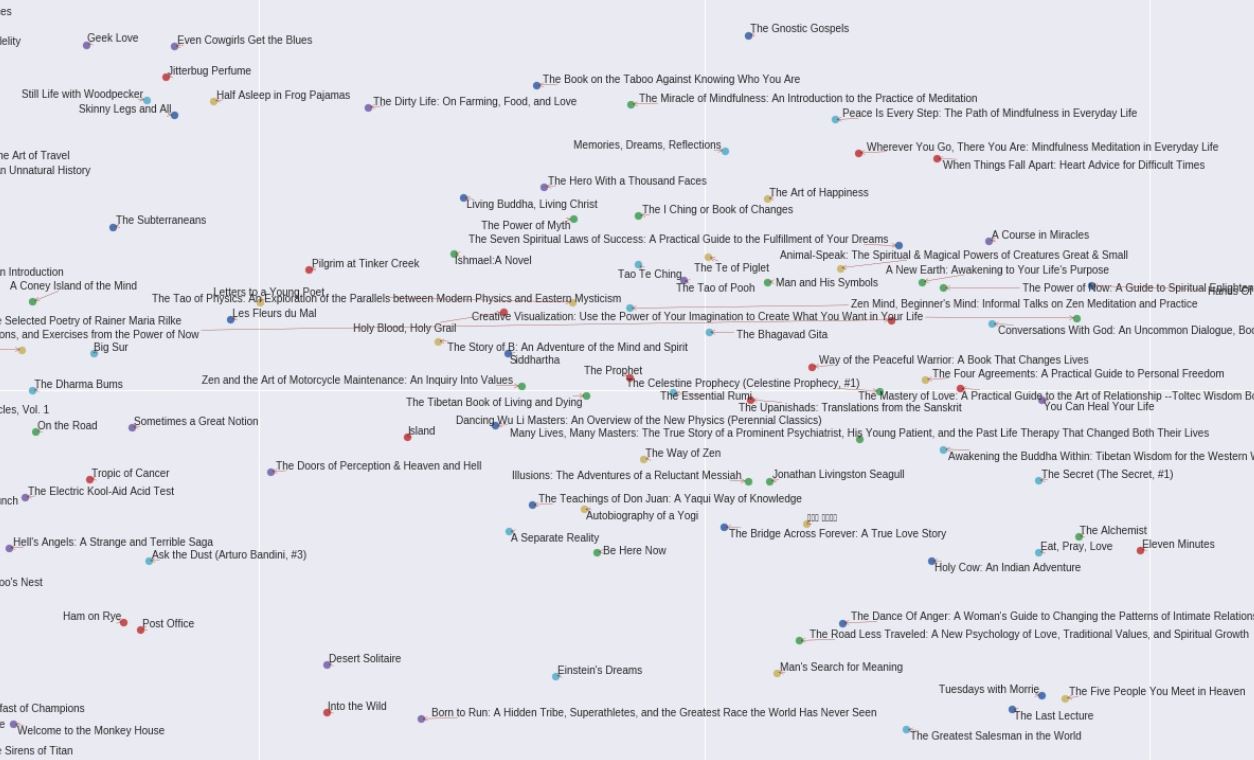 es
The Gnostic Gospels
Geek Love
Even Cowgirls Get the Blues
lelity
Jitterbug Perfume
The Book on the Taboo Against Knowing Who You Are
Still Life with Woodpecker
Half Asleep in Frog Pajamas
The Dirty Life: On Farming, Food, and Love
The Miracle of Mindfulness: An Introduction to the Practice of Meditation
Skinny Legs and All
Peace Is Every Step: The Path of Mindfulness in Everyday Life
Memories, Dreams, Reflections
Wherever You Go, There You Are: Mindfulness Meditation in Everyday Life
he Art of Travel
When Things Fall Apart: Heart Advice for Difficult Times
n Unnatural History
The Hero With a Thousand Faces
The Art of Happiness
Living Buddha, Living Christ
The I Ching or Book of Changes
The Subterraneans
The Power of Myth
The Seven Spiritual Laws of Success: A Practical Guide to the Fulfillment of Your Dreams
A Course in Miracles
Animal-Speak: The Spiritual & Magical Powers of Creatures Great & Small
Pilgrim at Tinker Creek
Ishmael:A Novel
The Te of Piglet
A New Earth: Awakening to Your Life's Purpose
n Introduction
Tao Te Ching
A Coney Island of the Mind
The Tao of Pooh
Man and His Symbols
The Power of Now: A Guide to Spiritual Enlighten
Hands Of
Letters to a Young Poet
The Tao of Physics: An Exploration of the Parallels between Modern Physics and Eastern Mysticism
Zen Mind, Beginner's Mind: Informal Talks on Zen Meditation and Practice
Les Fleurs du Mal
Creative Visualization: Use the Power of Your Imagination to Create What You Want in Your Life
e Selected Poetry of Rainer Maria Rilke
Holy Blood, Holy Grail
Conversations With God: An Uncommon Dialogue, Boo
ons, and Exercises from the Power of Now
The Bhagavad Gita
Big Sur
The Story of B: An Adventure of the Mind and Spirit
Siddhartha
Way of the Peaceful Warrior: A Book That Changes Lives
The Prophet
The Four Agreements: A Practical Guide to Personal Freedom
The Dharma Bums
Zen and the Art of Motorcycle Maintenance: An Inquiry Into Values
The Celestine Prophecy (Celestine Prophecy, #1)
The Essential Rumi
The Mastery of Love: A Practical Guide to the Art of Relationship --Toltec Wisdom Bo
The Tibetan Book of Living and Dying
The Upanishads: Translations from the Sanskrit
You Can Heal Your Life
cles, Vol. 1
On the Road
Sometimes a Great Notion
Dancing Wu Li Masters: An Overview of the New Physics (Perennial Classics)
Island
Many Lives, Many Masters: The True Story of a Prominent Psychiatrist, His Young Patient, and the Past Life Therapy That Changed Both Their Lives
The Way of Zen
Awakening the Buddha Within: Tibetan Wisdom for the Western W
The Doors of Perception & Heaven and Hell
Tropic of Cancer
Illusions: The Adventures of a Reluctant Messiah
Jonathan Livingston Seagull
The Secret (The Secret, #1)
The Electric Kool-Aid Acid Test
unch
The Teachings of Don Juan: A Yaqui Way of Knowledge
Autobiography of a Yogi
The Bridge Across Forever: A True Love Story
The Alchemist
A Separate Reality
Hell's Angels: A Strange and Terrible Saga
Eat, Pray, Love
Eleven Minutes
Ask the Dust (Arturo Bandini, #3)
Be Here Now
Holy Cow: An Indian Adventure
oo's Nest
Ham on Rye
Post Office
The Dance Of Anger: A Woman's Guide to Changing the Patterns of Intimate Relations
The Road Less Traveled: A New Psychology of Love, Traditional Values, and Spiritual Growth
Desert Solitaire
Einstein's Dreams
Man's Search for Meaning
Tuesdays with Morrie
The Five People You Meet in Heaven
fast of Champions
Into the Wild
Born to Run: A Hidden Tribe, Superathletes, and the Greatest Race the World Has Never Seen
The Last Lecture
e
Welcome to the Monkey House
The Greatest Salesman in the World
e Sirens of Titan